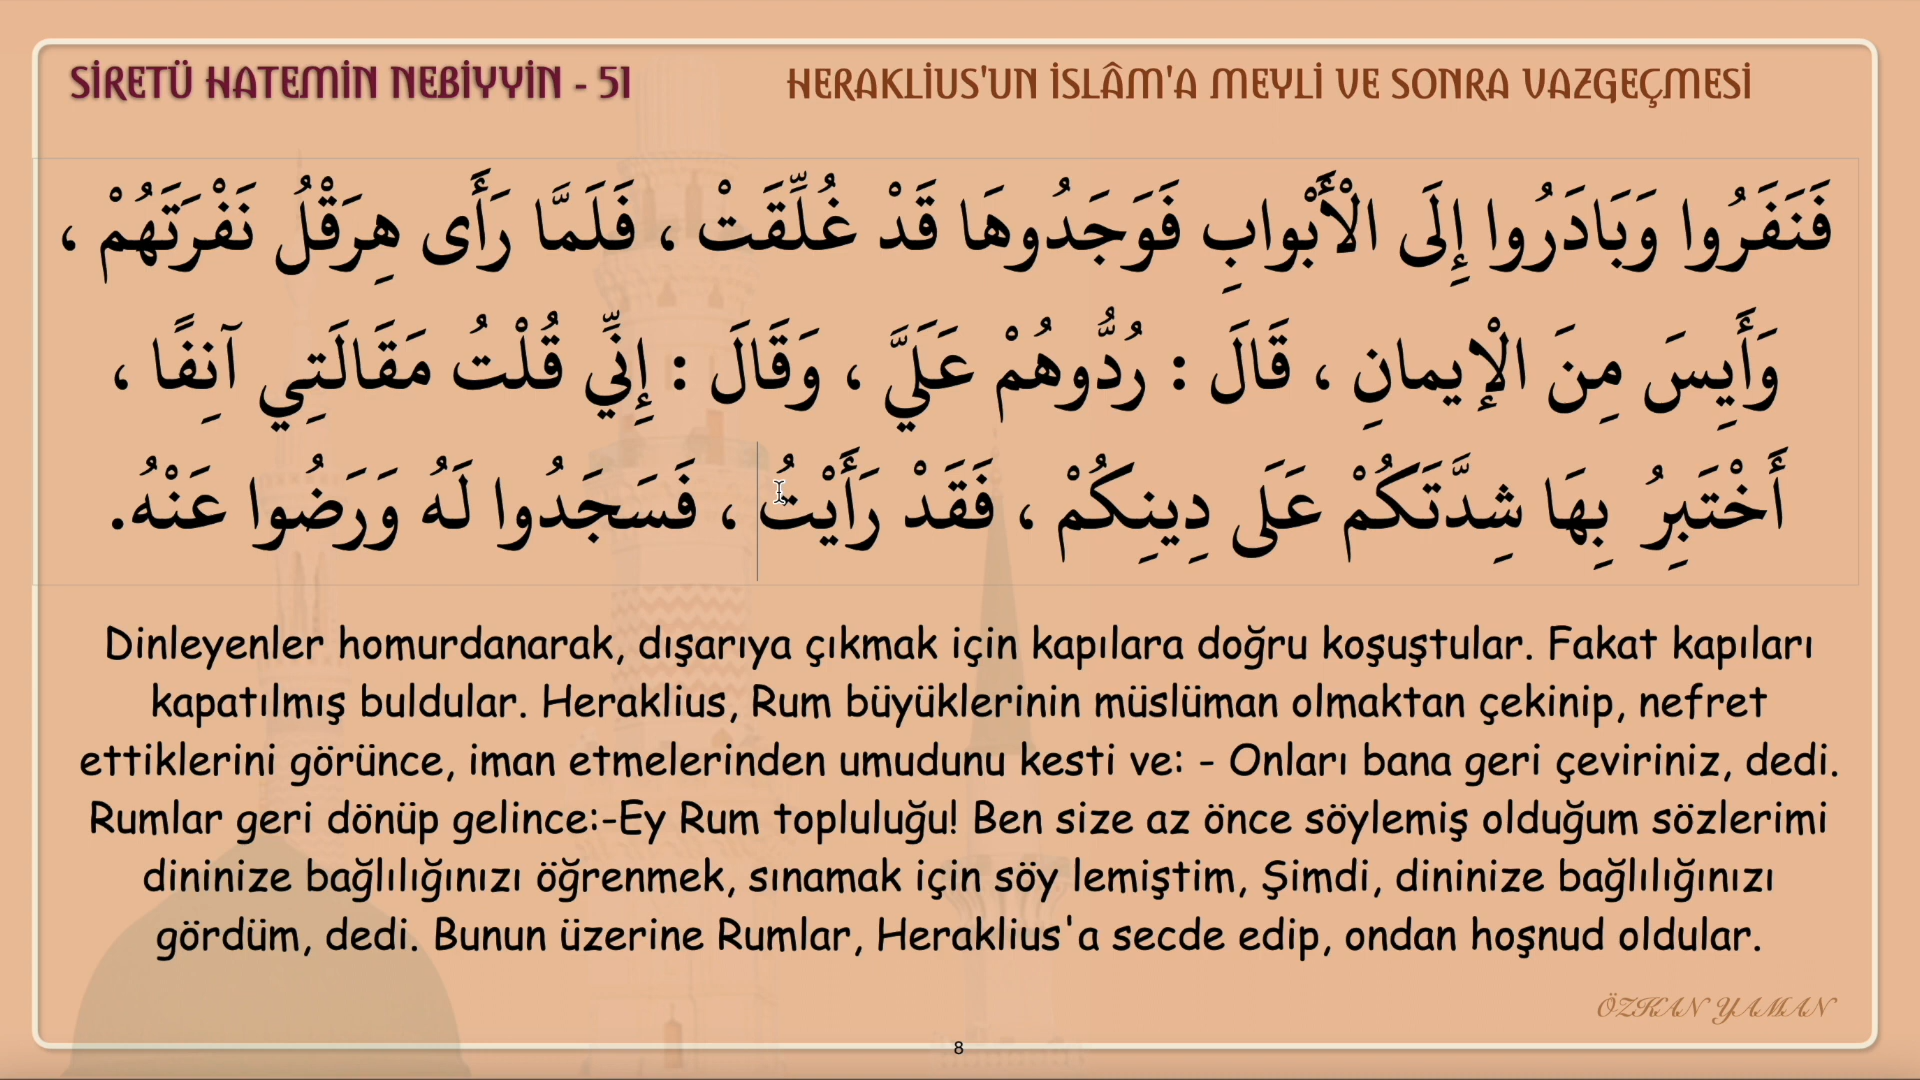 SİRETÜ HATEMİN NEBİYYİN - 51
HERAKLİUS'UN İSLÂM'A MEYLİ VE SONRA VAZGEÇMESİ
فَنَفَرُوا وَبَادَرُوا إِلَى الْأَبْوابِ فَوَجَدُوهَا قَدْ غُلِّقَتْ ، فَلَمَّا رَأَى هِرَقْلُ نَفْرَتَهُمْ ،
وَأَيِسَ مِنَ الْإِيمانِ ، قَالَ : رُدُّوهُمْ عَلَيَّ ، وَقَالَ : إِنِّي قُلْتُ مَقَالَتِي آنِفًا ،
أَخْتَبِرُ بِهَا شِدَّتَكُمْ عَلَى دِينِكُمْ ، فَقَدْ رَأَيْتُ ، فَسَجَدُوا لَهُ وَرَضُوا عَنْهُ.
Dinleyenler homurdanarak, dışarıya çıkmak için kapılara doğru koşuştular. Fakat kapıları
kapatılmış buldular. Heraklius, Rum büyüklerinin müslüman olmaktan çekinip, nefret
ettiklerini görünce, iman etmelerinden umudunu kesti ve: - Onları bana geri çeviriniz, dedi.
Rumlar geri dönüp gelince:-Ey Rum topluluğu! Ben size az önce söylemiş olduğum sözlerimi
dininize bağlılığınızı öğrenmek, sınamak için söy lemiştim, Şimdi, dininize bağlılığınızı
gördüm, dedi. Bunun üzerine Rumlar, Heraklius'a secde edip, ondan hoşnud oldular.
ÖZKAN YAMAN
8